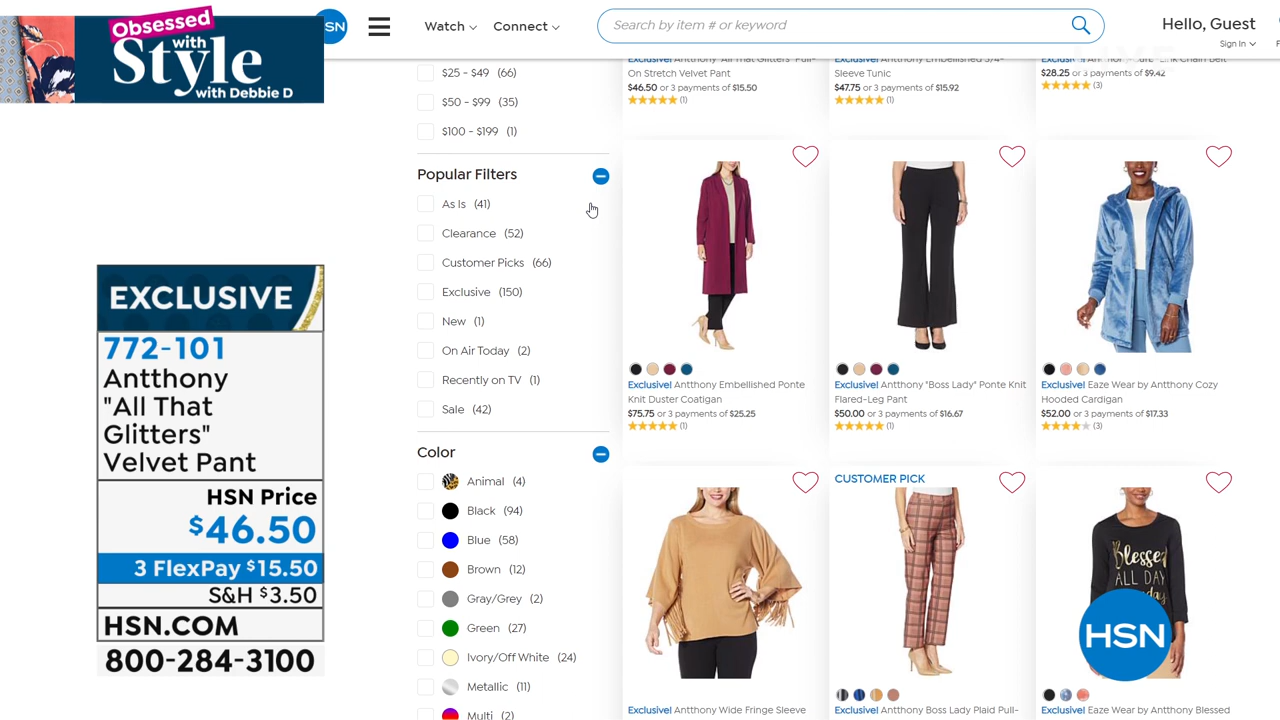 Obsessed
with
Style
with Debbie D
SN
Watch
Connect
Search by item # or keyword
Hello, Guest
Sign In
EXCLUSIVE
772-101
Antthony
"All That
Glitters"
Velvet Pant
HSN Price
$46.50
3 FlexPay $15.50
S&H $3.50
HSN.COM
800-284-3100
$25 - $49 (66)
$50 - $99 (35)
$100 - $199 (1)
Popular Filters
As Is (41)
Clearance (52)
Customer Picks (66)
Exclusive (150)
New (1)
On Air Today (2)
Recently on TV (1)
Sale (42)
Color
Animal (4)
Black (94)
Blue (58)
Brown (12)
Gray/Grey (2)
Green (27)
Ivory/Off White (24)
Metallic (11)
Multi (2)
On Stretch Velvet Pant
$46.50 or 3 payments of $15.50
(1)
Sleeve Tunic
$47.75 or 3 payments of $15.92
(1)
$28.25 or 3 payments of $9.42
(3)
Exclusive! Antthony Embellished Ponte
Knit Duster Coatigan
$75.75 or 3 payments of $25.25
(1)
Exclusive! Antthony "Boss Lady" Ponte Knit
Flared-Leg Pant
$50.00 or 3 payments of $16.67
(1)
Exclusive! Eaze Wear by Antthony Cozy
Hooded Cardigan
$52.00 or 3 payments of $17.33
(3)
Exclusive! Antthony Wide Fringe Sleeve
CUSTOMER PICK
Exclusive! Antthony Boss Lady Plaid Pull-
Blessed
ALL DAY
HSN
Exclusive! Eaze Wear by Antthony Blessed